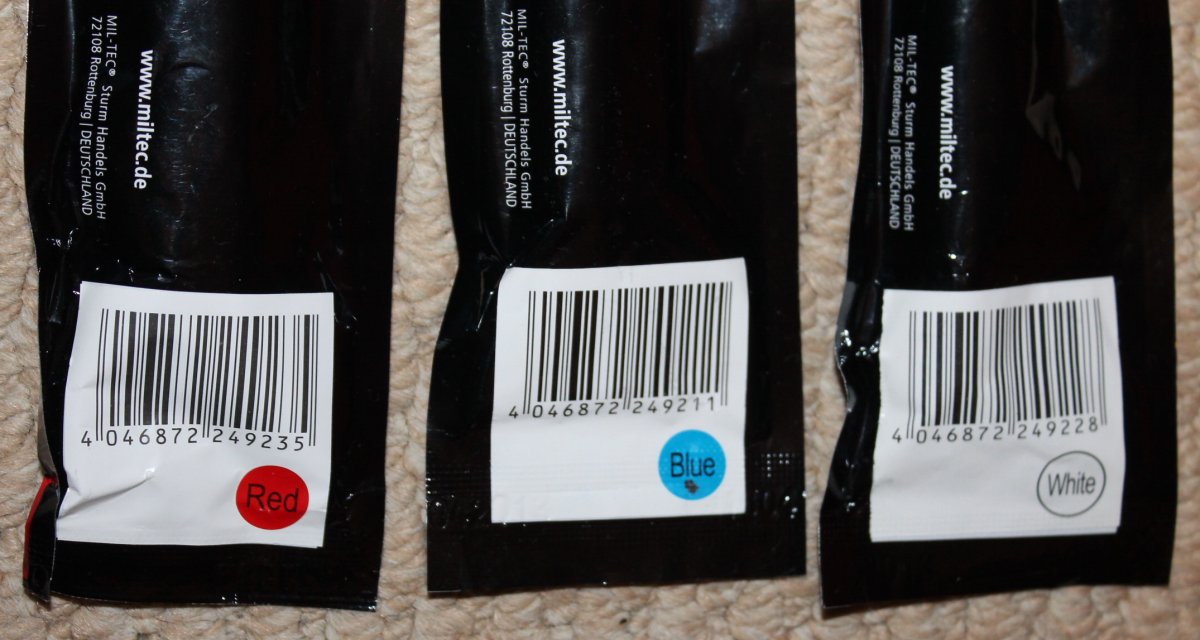 www.miltec.de
MIL-TEC® Sturm Handels GmbH
72108 Rottenburg | DEUTSCHLAND
4 046872 249235
Red
www.miltec.de
MIL-TEC® Sturm Handels GmbH
72108 Rottenburg | DEUTSCHLAND
4 046872 249211
Blue
www.miltec.de
MIL-TEC® Sturm Handels GmbH
72108 Rottenburg | DEUTSCHLAND
4 046872 249228
White